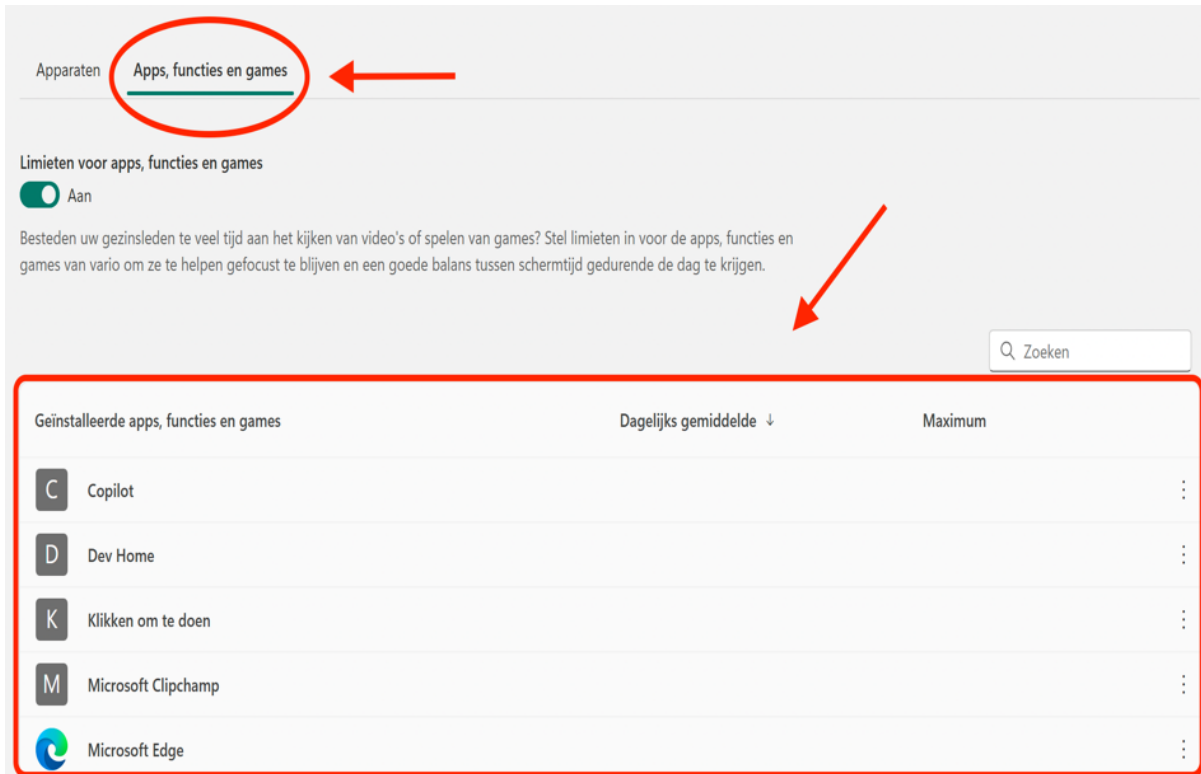 Apparaten Apps, functies en games
Limieten voor apps, functies en games
Aan
Besteden uw gezinsleden te veel tijd aan het kijken van video's of spelen van games? Stel limieten in voor de apps, functies en
games van vario om ze te helpen gefocust te blijven en een goede balans tussen schermtijd gedurende de dag te krijgen.
Zoeken
Geïnstalleerde apps, functies en games Dagelijks gemiddelde ↓ Maximum
C Copilot
D Dev Home
K Klikken om te doen
M Microsoft Clipchamp
Microsoft Edge